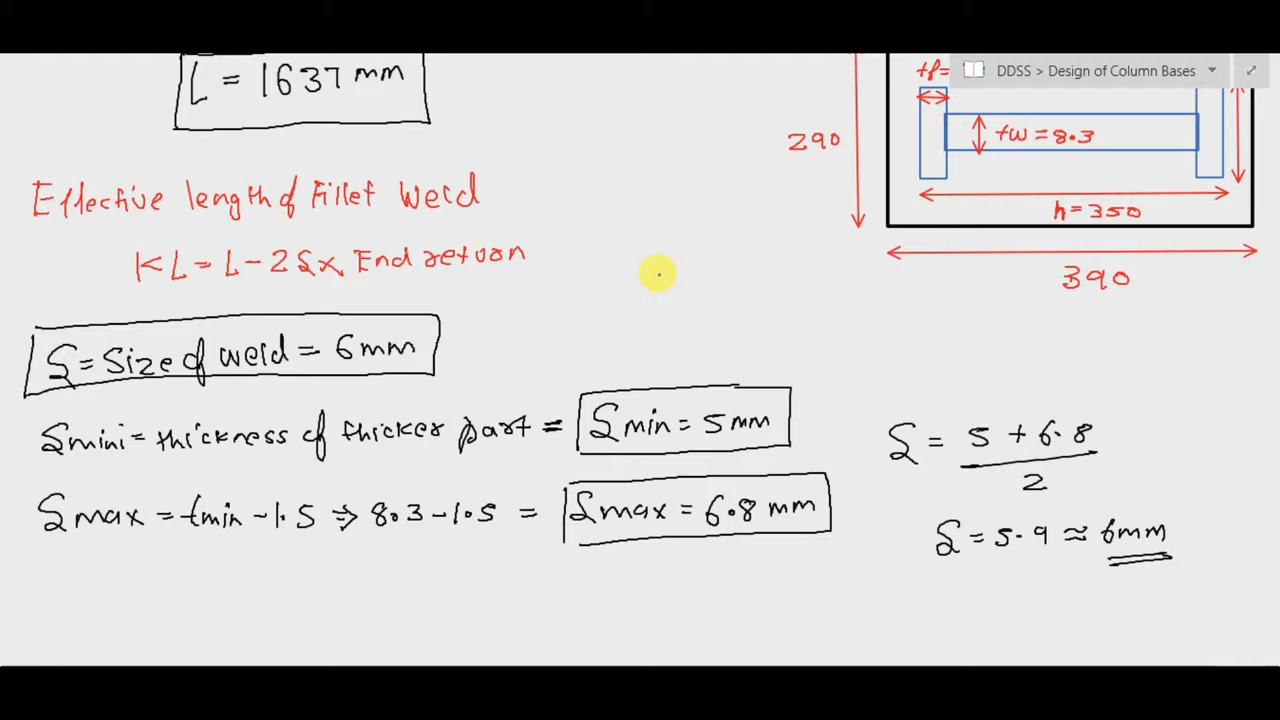 L = 1637 mm
tf=
DDSS > Design of Column Bases
290
tw = 8.3
h = 350
390
Effective length of Fillet weld
KL = L - 2S x End return
S = Size of weld = 6mm
Smini = thickness of thicker part = Smin = 5mm
Smax = tmin - 1.5 ⇒ 8.3 - 1.5 = Smax = 6.8 mm
S = 5 + 6.8
2
S = 5.9 ≈ 6mm